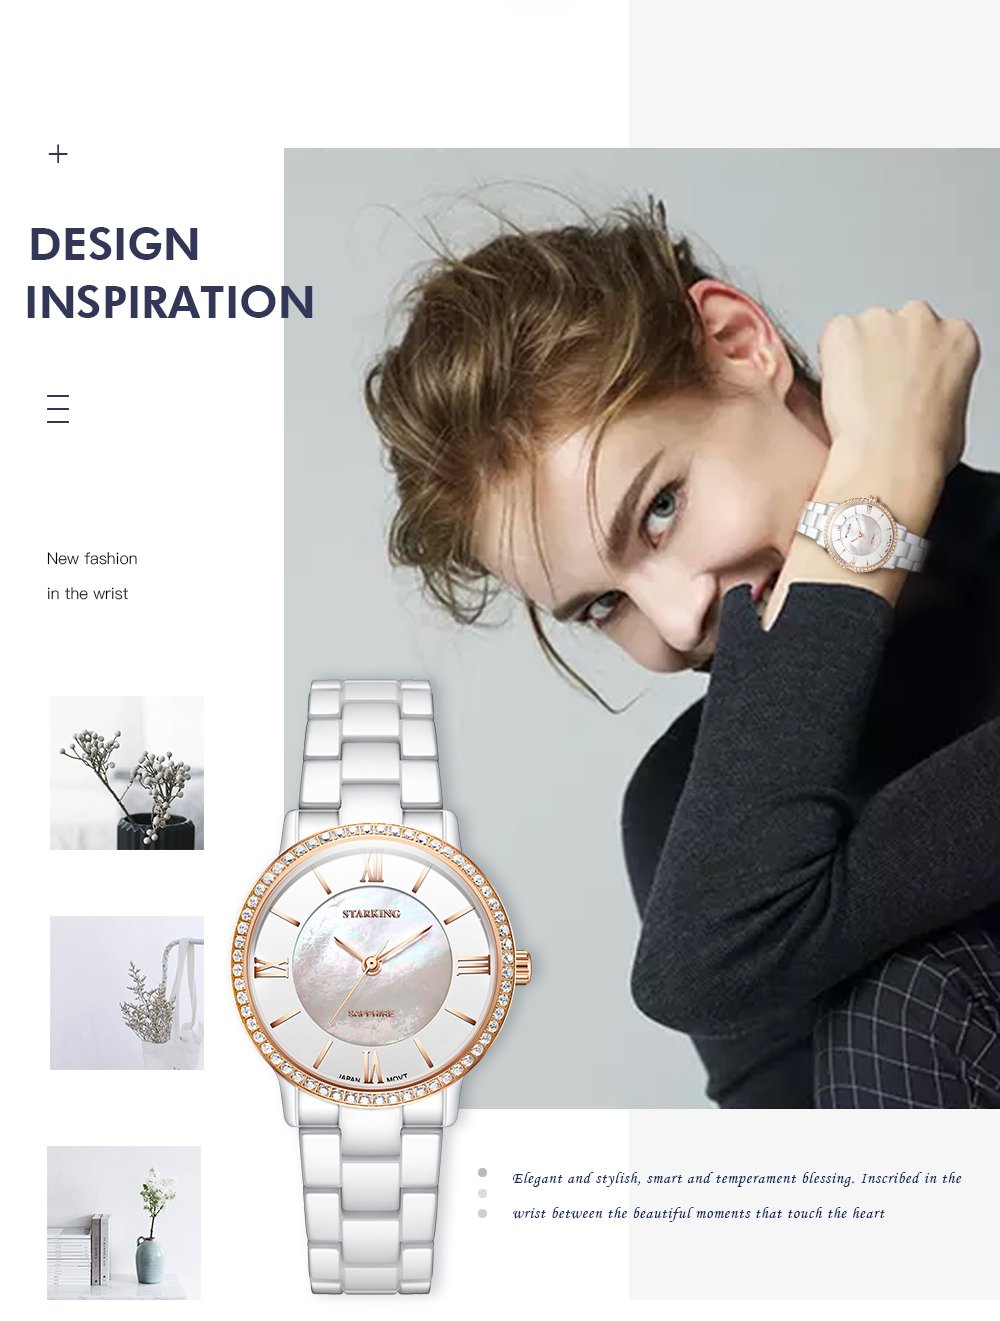 DESIGN
INSPIRATION
New fashion
in the wrist
STARKING
SAPPHIRE
JAPAN MOVT
Elegant and stylish, smart and temperament blessing. Inscribed in the
wrist between the beautiful moments that touch the heart